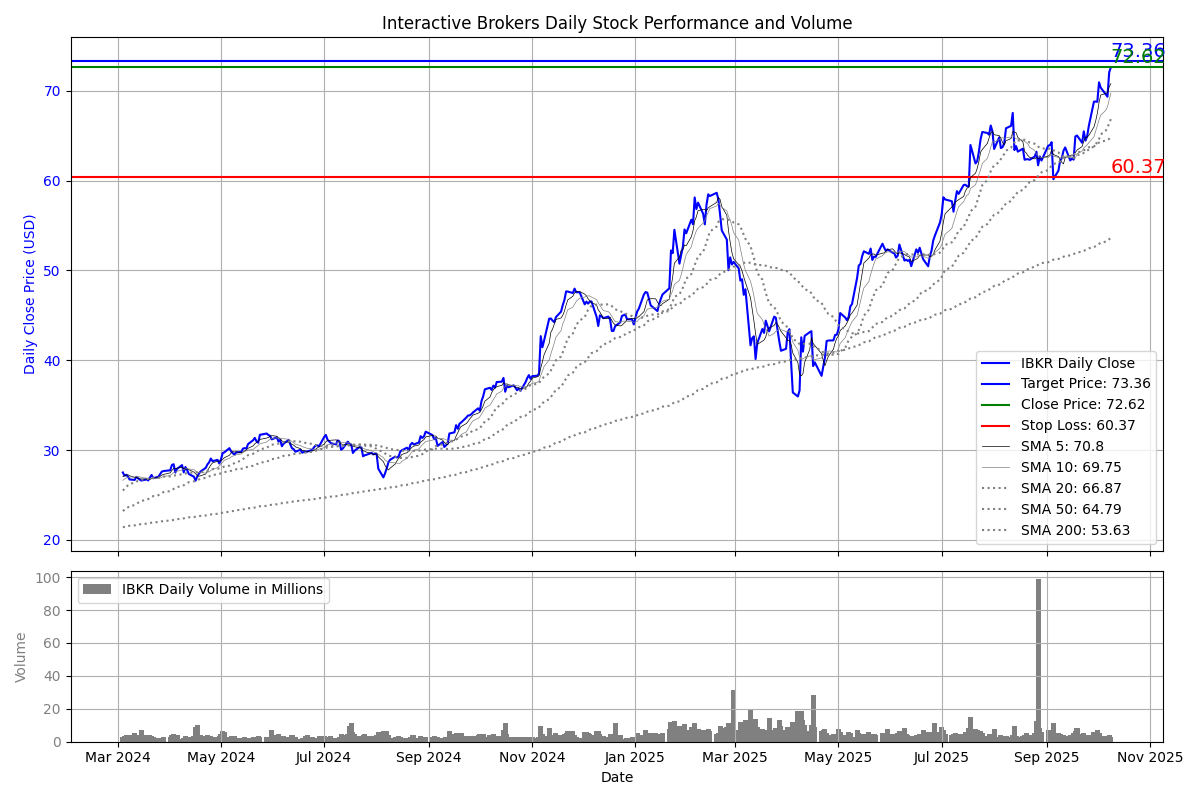 Interactive Brokers Daily Stock Performance and Volume
73.36
72.62
60.37
Daily Close Price (USD)
70
60
50
40
30
20
IBKR Daily Close
Target Price: 73.36
Close Price: 72.62
Stop Loss: 60.37
SMA 5: 70.8
SMA 10: 69.75
SMA 20: 66.87
SMA 50: 64.79
SMA 200: 53.63
IBKR Daily Volume in Millions
Volume
100
80
60
40
20
0
Mar 2024 May 2024 Jul 2024 Sep 2024 Nov 2024 Jan 2025 Mar 2025 May 2025 Jul 2025 Sep 2025 Nov 2025
Date